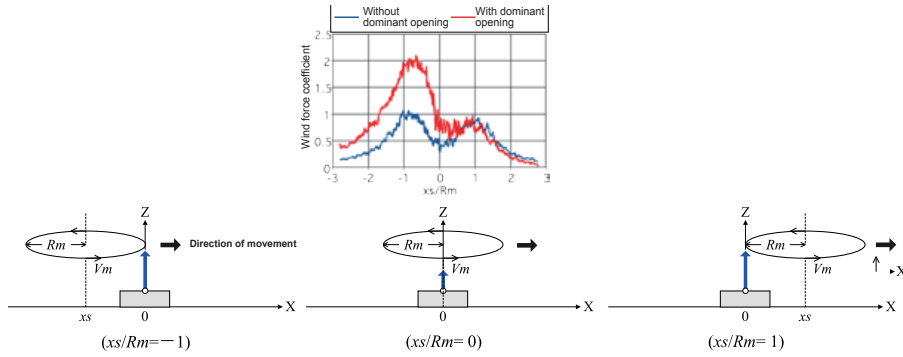 Without dominant opening
With dominant opening
Wind force coefficient
2.5
2
1.5
1
0.5
0
-3 -2 -1 0 1 2 3
xs/Rm
Z
Rm
Direction of movement
Vm
X
xs
0
(xs/Rm=−1)
Z
Rm
Vm
X
0
(xs/Rm= 0)
Z
Rm
Vm
X
X
0
xs
(xs/Rm= 1)